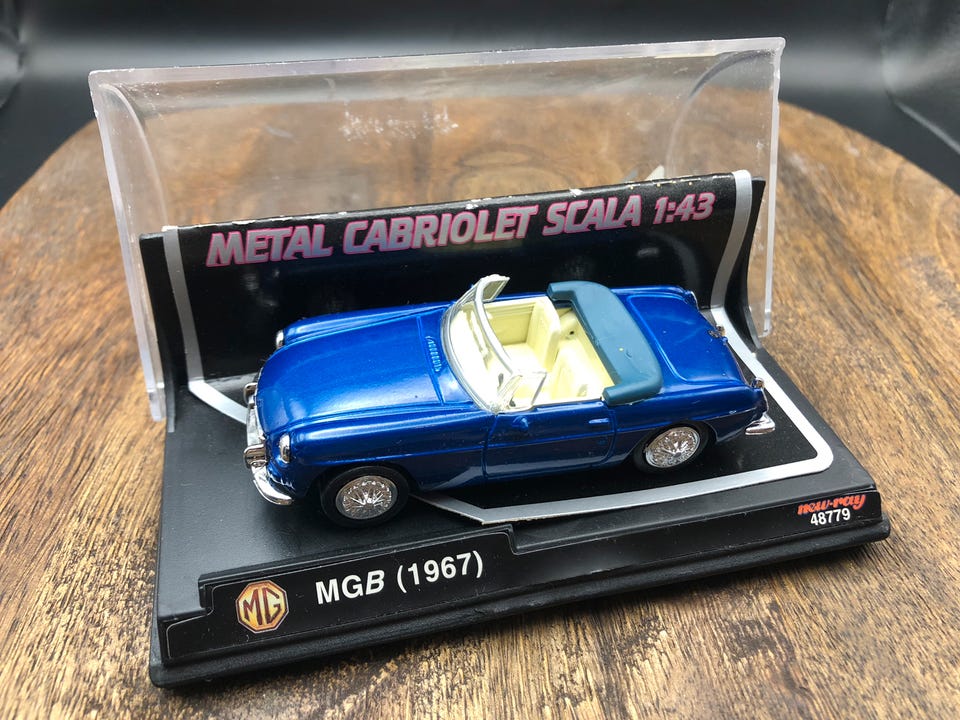 METAL CABRIOLET SCALA 1:43
new-ray
48779
MG
MGB (1967)